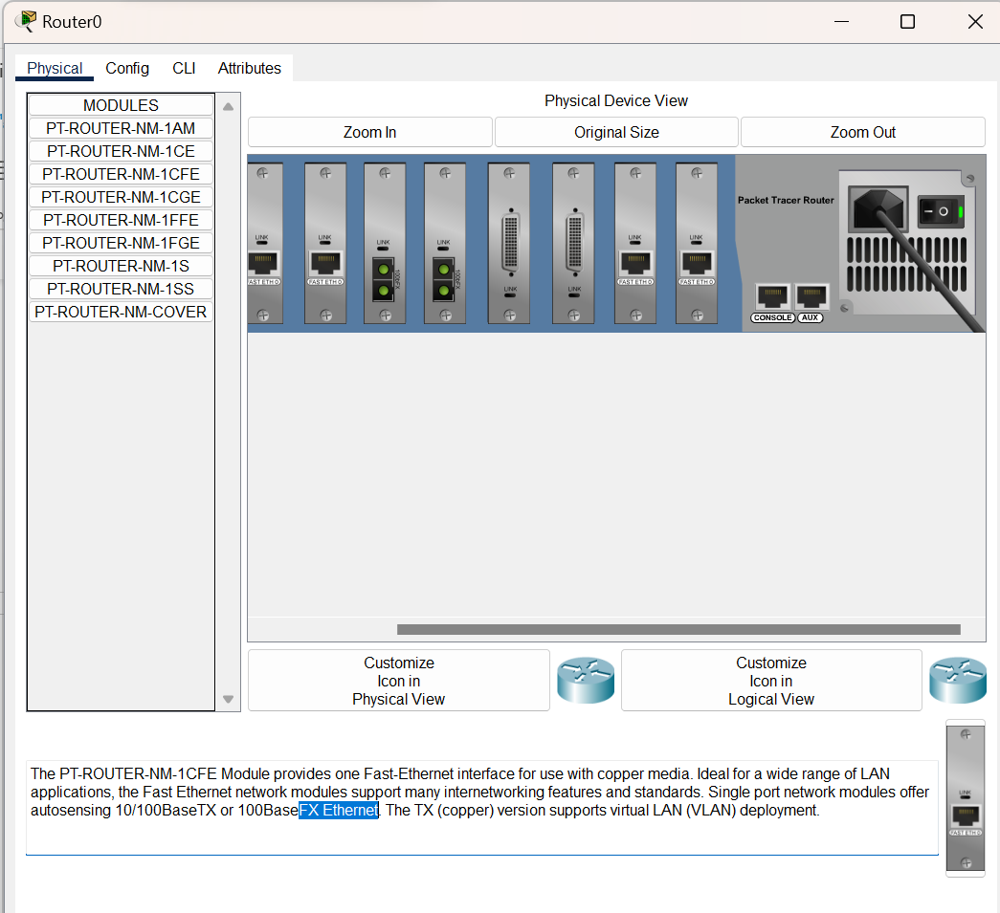 Router0
Physical Config CLI Attributes
MODULES
PT-ROUTER-NM-1AM
PT-ROUTER-NM-1CE
PT-ROUTER-NM-1CFE
PT-ROUTER-NM-1CGE
PT-ROUTER-NM-1FFE
PT-ROUTER-NM-1FGE
PT-ROUTER-NM-1S
PT-ROUTER-NM-1SS
PT-ROUTER-NM-COVER
Physical Device View
Zoom In Original Size Zoom Out
Packet Tracer Router
LINK LINK LINK LINK LINK LINK
100bFX 100bFX
FAST ETH 0 FAST ETH 0 FAST ETH 0
LINK LINK
CONSOLE AUX
Customize
Icon in
Physical View
Customize
Icon in
Logical View
The PT-ROUTER-NM-1CFE Module provides one Fast-Ethernet interface for use with copper media. Ideal for a wide range of LAN
applications, the Fast Ethernet network modules support many internetworking features and standards. Single port network modules offer
autosensing 10/100BaseTX or 100BaseFX Ethernet. The TX (copper) version supports virtual LAN (VLAN) deployment.
LINK
FAST ETH 0